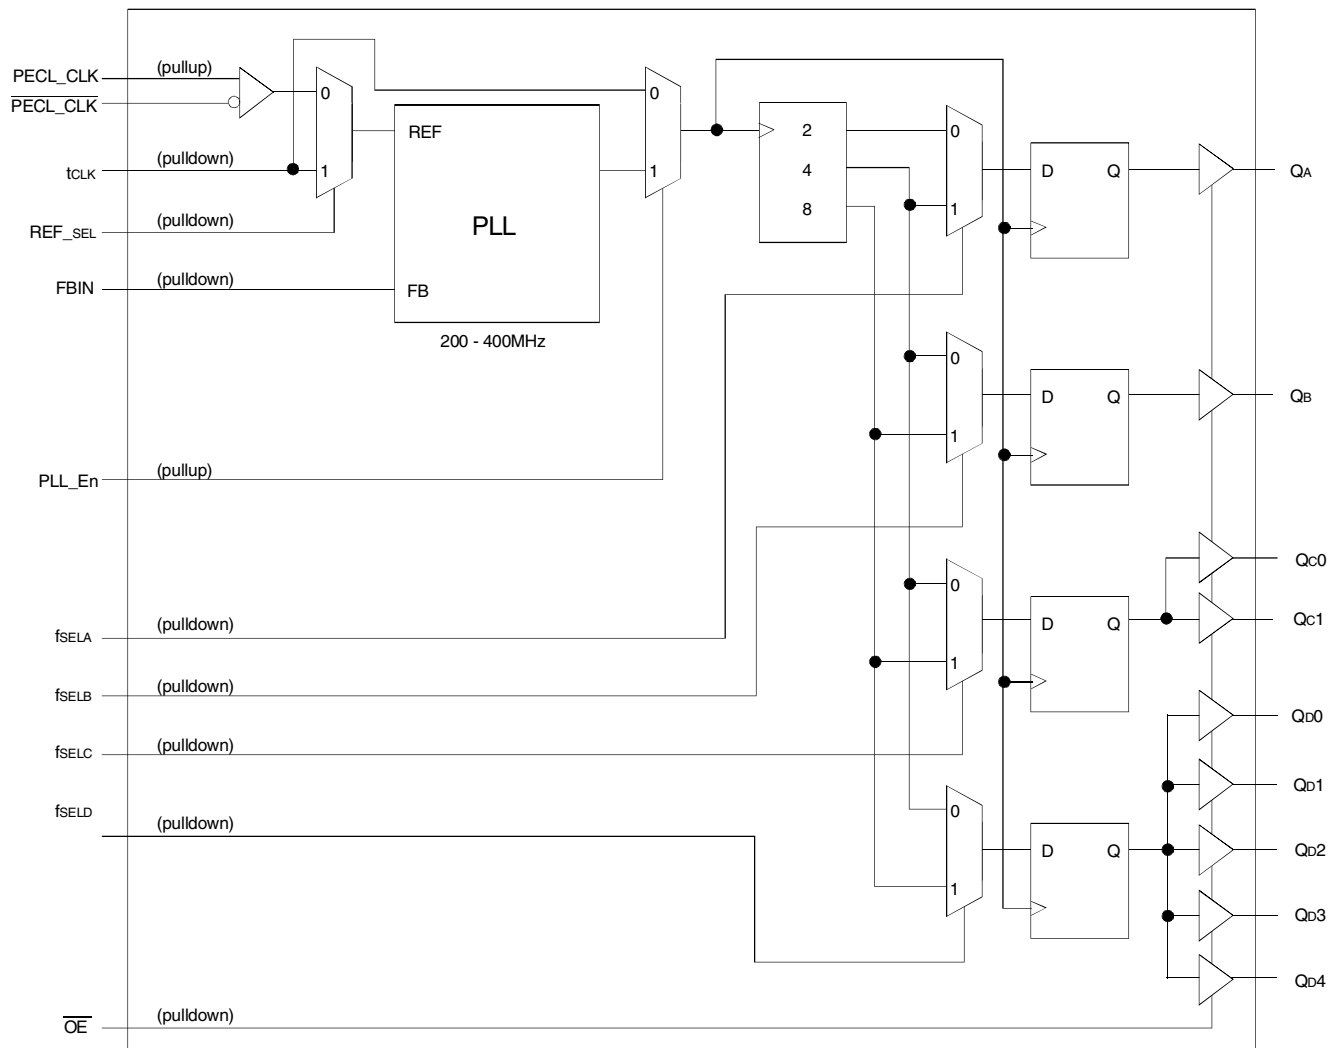 PECL_CLK (pullup)
PECL_CLK
0
0
REF
2
0
tCLK (pulldown)
1
1
4
D Q
QA
8
1
REF_SEL (pulldown)
PLL
FBIN (pulldown)
FB
200 - 400MHz
0
D Q
QB
1
PLL_En (pullup)
QC0
0
fSELA (pulldown)
D Q
QC1
1
fSELB (pulldown)
QD0
fSELC (pulldown)
QD1
fSELD
(pulldown)
0
D Q
QD2
1
QD3
QD4
OE (pulldown)